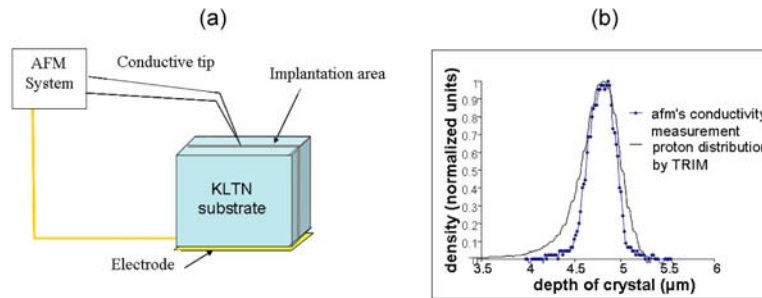 (a)
(b)
AFM
System
Conductive tip
Implantation area
KLTN
substrate
Electrode
density (normalized units)
1
0.9
0.8
0.7
0.6
0.5
0.4
0.3
0.2
0.1
3.5
4
4.5
5
5.5
6
depth of crystal (μm)
afm's conductivity
measurement
proton distribution
by TRIM